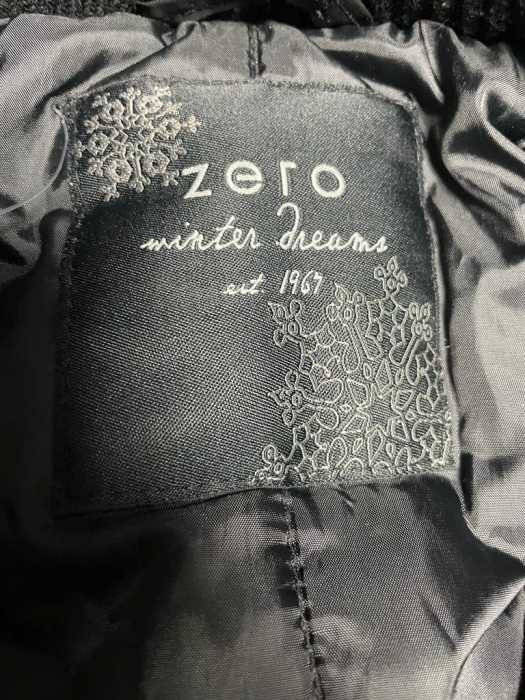 zero
winter dreams
est. 1967